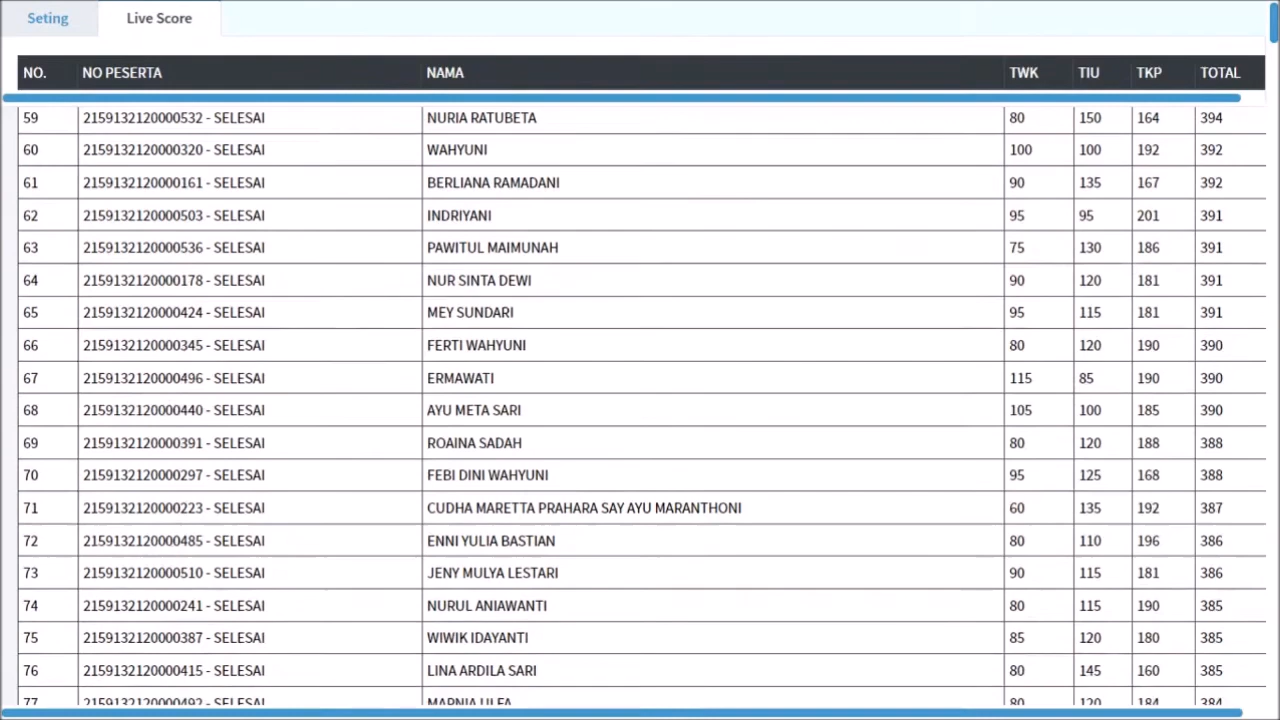 Seting Live Score
NO. NO PESERTA NAMA TWK TIU TKP TOTAL
59 2159132120000532 - SELESAI NURIA RATUBETA 80 150 164 394
60 2159132120000320 - SELESAI WAHYUNI 100 100 192 392
61 2159132120000161 - SELESAI BERLIANA RAMADANI 90 135 167 392
62 2159132120000503 - SELESAI INDRIYANI 95 95 201 391
63 2159132120000536 - SELESAI PAWITUL MAIMUNAH 75 130 186 391
64 2159132120000178 - SELESAI NUR SINTA DEWI 90 120 181 391
65 2159132120000424 - SELESAI MEY SUNDARI 95 115 181 391
66 2159132120000345 - SELESAI FERTI WAHYUNI 80 120 190 390
67 2159132120000496 - SELESAI ERMAWATI 115 85 190 390
68 2159132120000440 - SELESAI AYU META SARI 105 100 185 390
69 2159132120000391 - SELESAI ROAINA SADAH 80 120 188 388
70 2159132120000297 - SELESAI FEBI DINI WAHYUNI 95 125 168 388
71 2159132120000223 - SELESAI CUDHA MARETTA PRAHARA SAY AYU MARANTHONI 60 135 192 387
72 2159132120000485 - SELESAI ENNI YULIA BASTIAN 80 110 196 386
73 2159132120000510 - SELESAI JENY MULYA LESTARI 90 115 181 386
74 2159132120000241 - SELESAI NURUL ANIAWANTI 80 115 190 385
75 2159132120000387 - SELESAI WIWIK IDAYANTI 85 120 180 385
76 2159132120000415 - SELESAI LINA ARDILA SARI 80 145 160 385
77 2159132120000492 - SELESAI 80 120 184 384